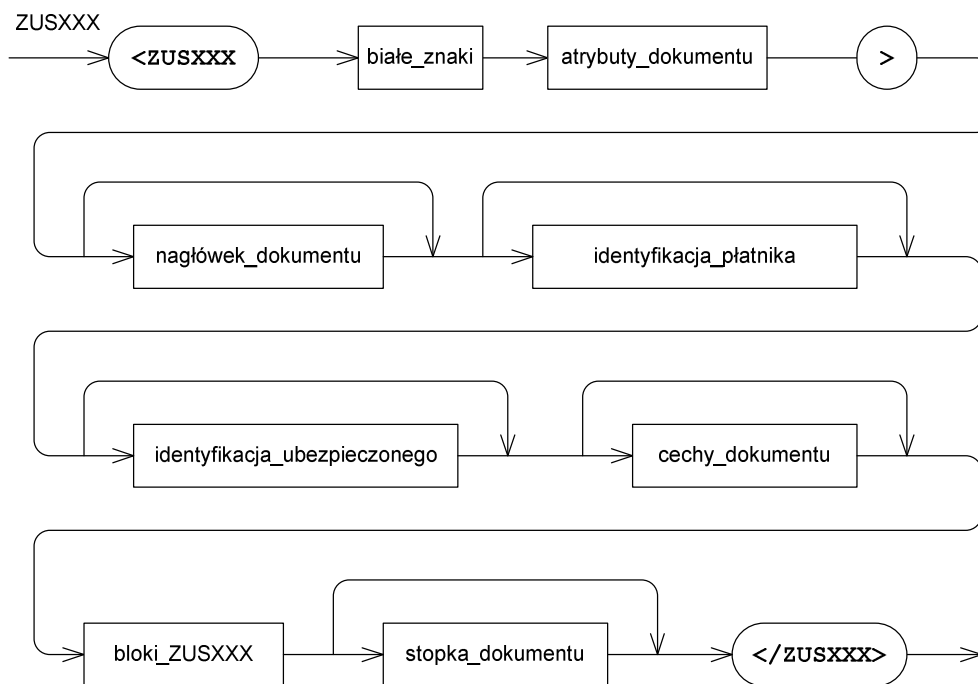 ZUSXXX
<ZUSXXX białe_znaki atrybuty_dokumentu >
nagłówek_dokumentu identyfikacja_płatnika
identyfikacja_ubezpieczonego cechy_dokumentu
bloki_ZUSXXX stopka_dokumentu </ZUSXXX>